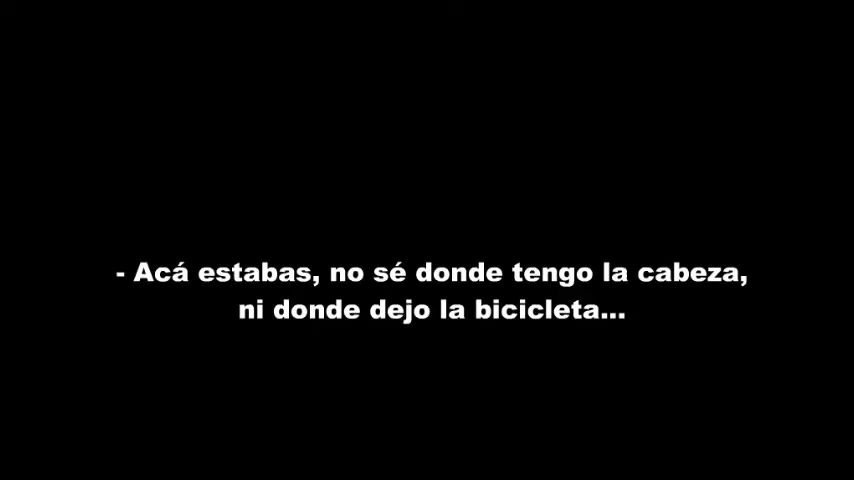 - Acá estabas, no sé donde tengo la cabeza,
ni donde dejo la bicicleta...